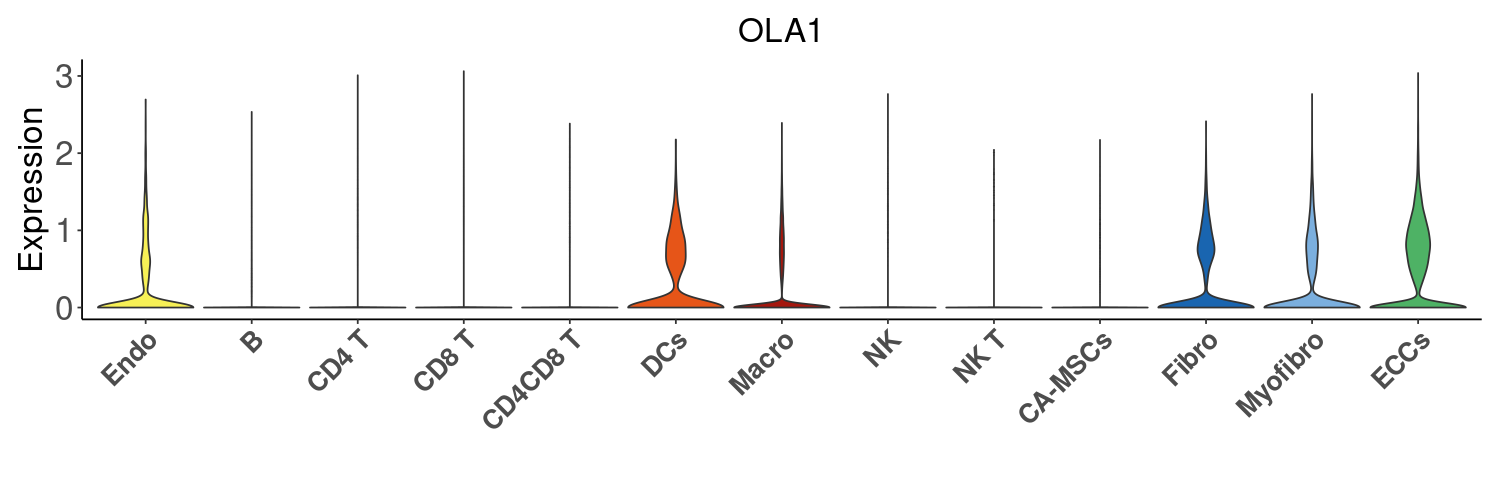 OLA1
Expression
3
2
1
0
Endo
B
CD4 T
CD8 T
CD4CD8 T
DCs
Macro
NK
NK T
CA-MSCs
Fibro
Myofibro
ECCs